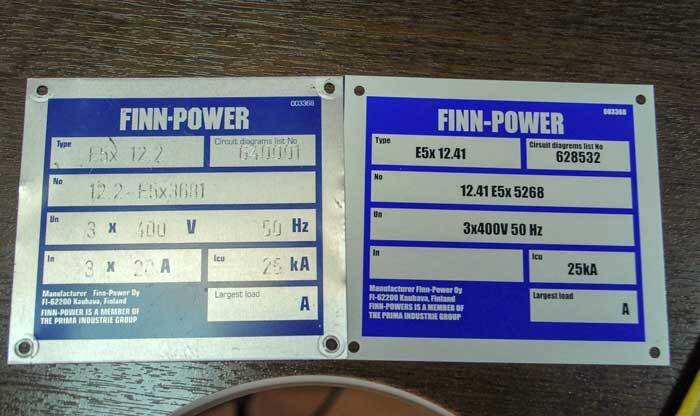 003368
FINN-POWER
Type
E5x 12.2
Circuit diagrams list No
No
12.2 - E5x3681
Un
3 x 400 V 50 Hz
In
3 x 20 A
Icu
25 kA
Manufacturer Finn-Power Oy
FI-62200 Kauhava, Finland
FINN-POWER IS A MEMBER OF
THE PRIMA INDUSTRIE GROUP
Largest load
A
003368
FINN-POWER
Type
E5x 12.41
Circuit diagrams list No
628532
No
12.41 E5x 5268
Un
3x400V 50 Hz
In
Icu
25kA
Manufacturer Finn-Power Oy
FI-62200 Kauhava, Finland
FINN-POWERS IS A MEMBER OF
THE PRIMA INDUSTRIE GROUP
Largest load
A